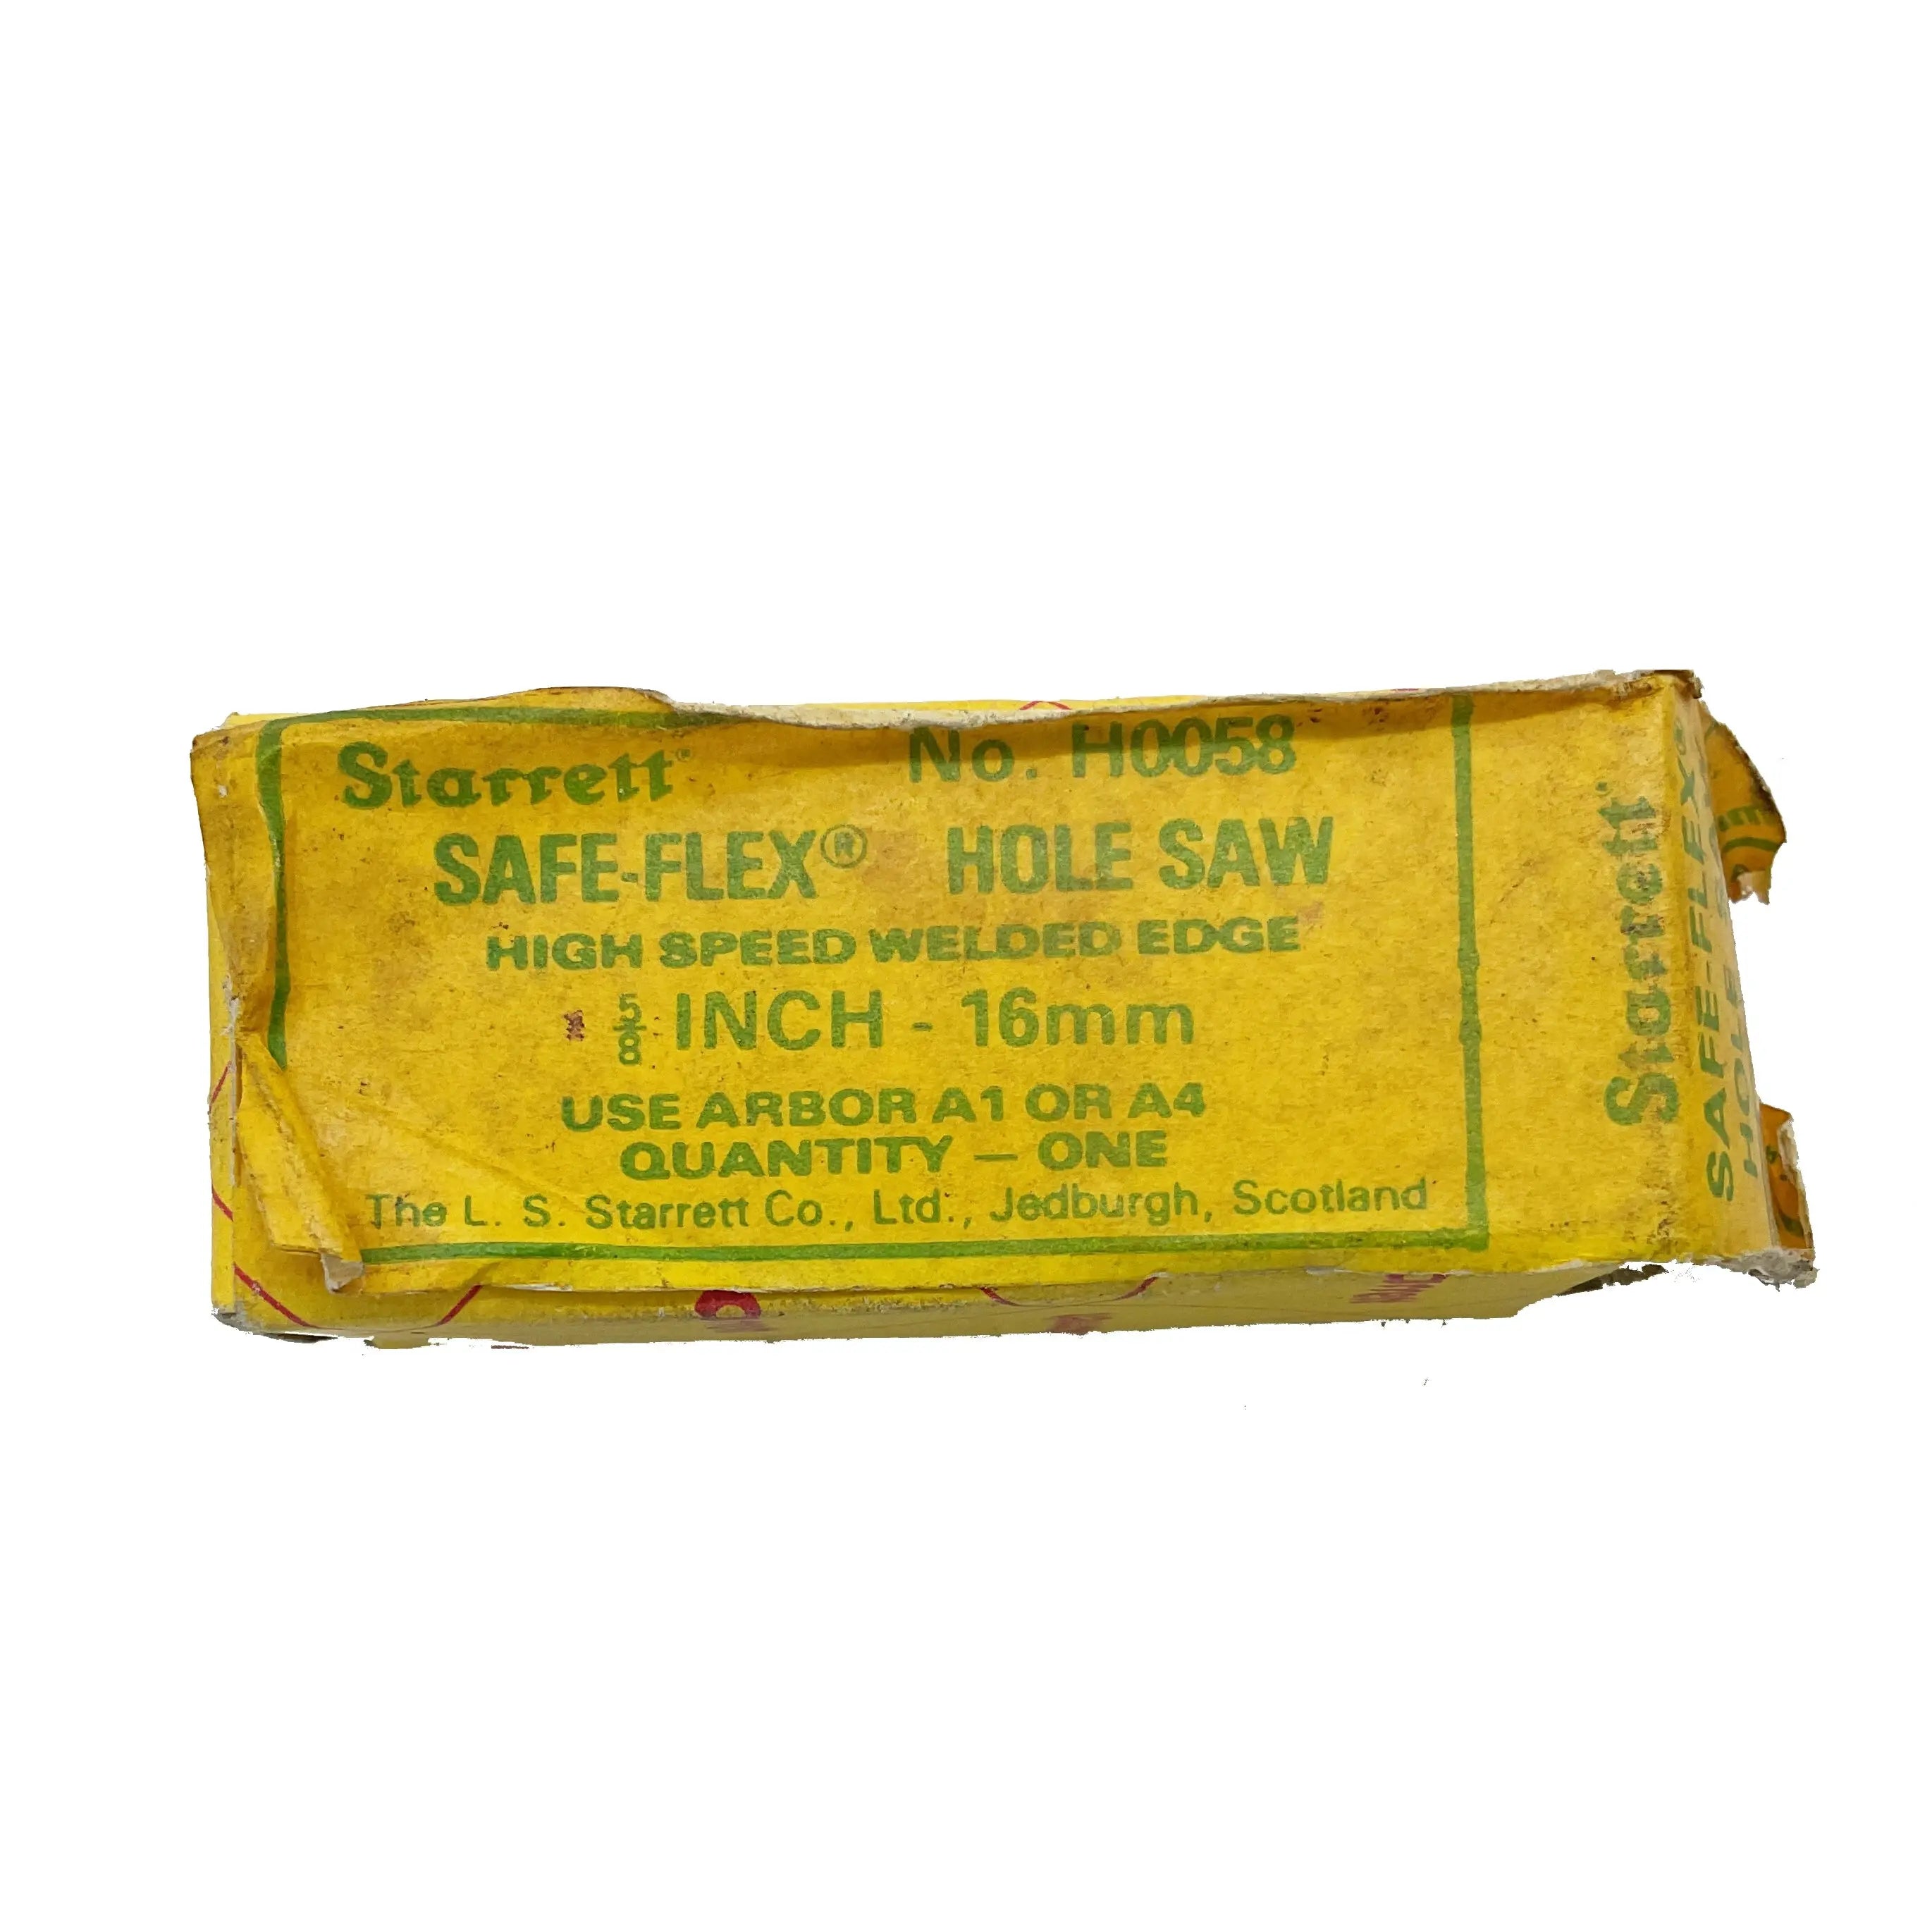 Starrett® No. H0058
SAFE-FLEX® HOLE SAW
HIGH SPEED WELDED EDGE
5/8 INCH - 16mm
USE ARBOR A1 OR A4
QUANTITY — ONE
The L. S. Starrett Co., Ltd., Jedburgh, Scotland
Starrett®
SAFE-FLEX®
HOLE